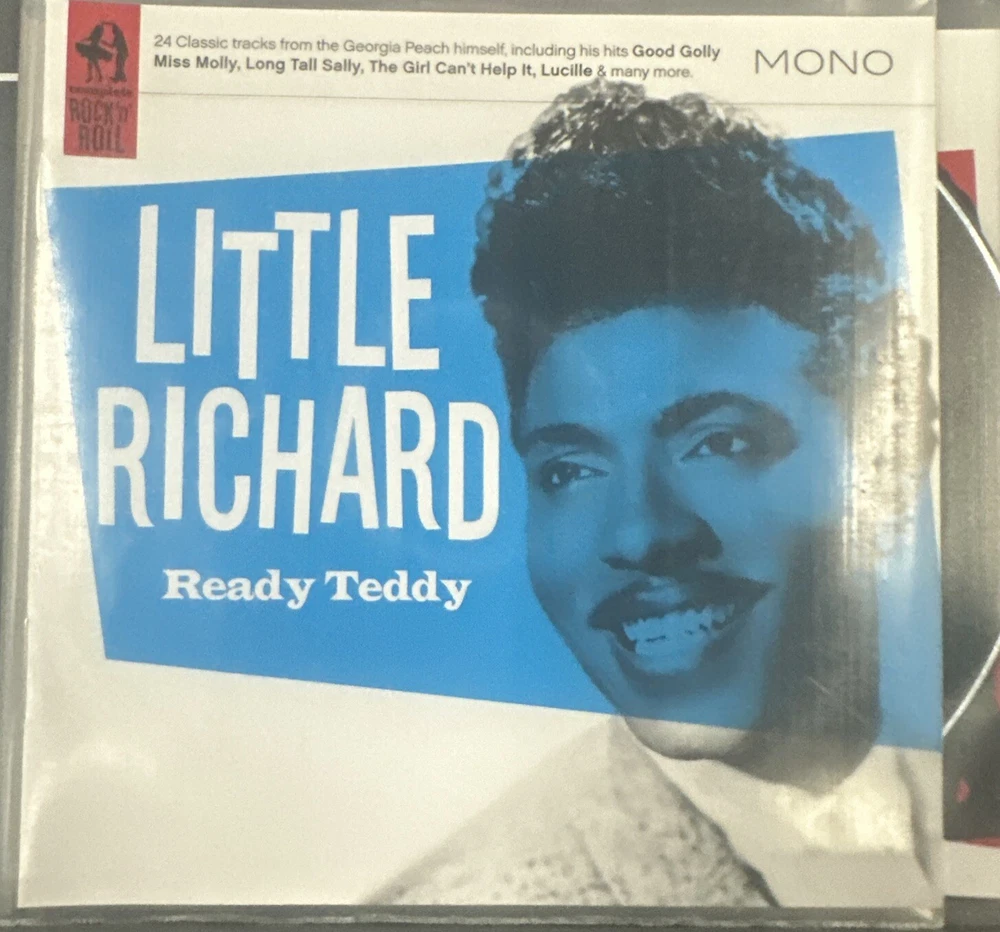 24 Classic tracks from the Georgia Peach himself, including his hits Good Golly
Miss Molly, Long Tall Sally, The Girl Can't Help It, Lucille & many more.
MONO
complete
ROCK 'n'
ROLL
LITTLE
RICHARD
Ready Teddy